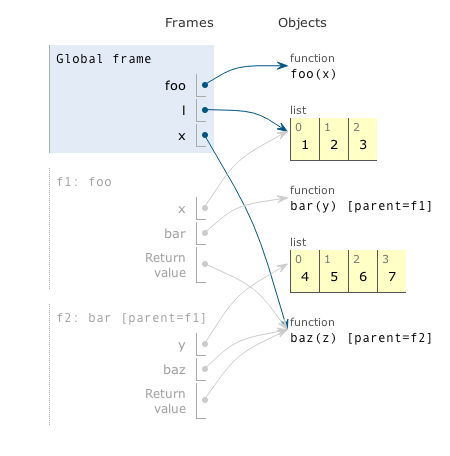 Frames Objects
Global frame
foo
l
x
function
foo(x)
list
0 1 2
1 2 3
f1: foo
x
bar
Return
value
function
bar(y) [parent=f1]
list
0 1 2 3
4 5 6 7
f2: bar [parent=f1]
y
baz
Return
value
function
baz(z) [parent=f2]